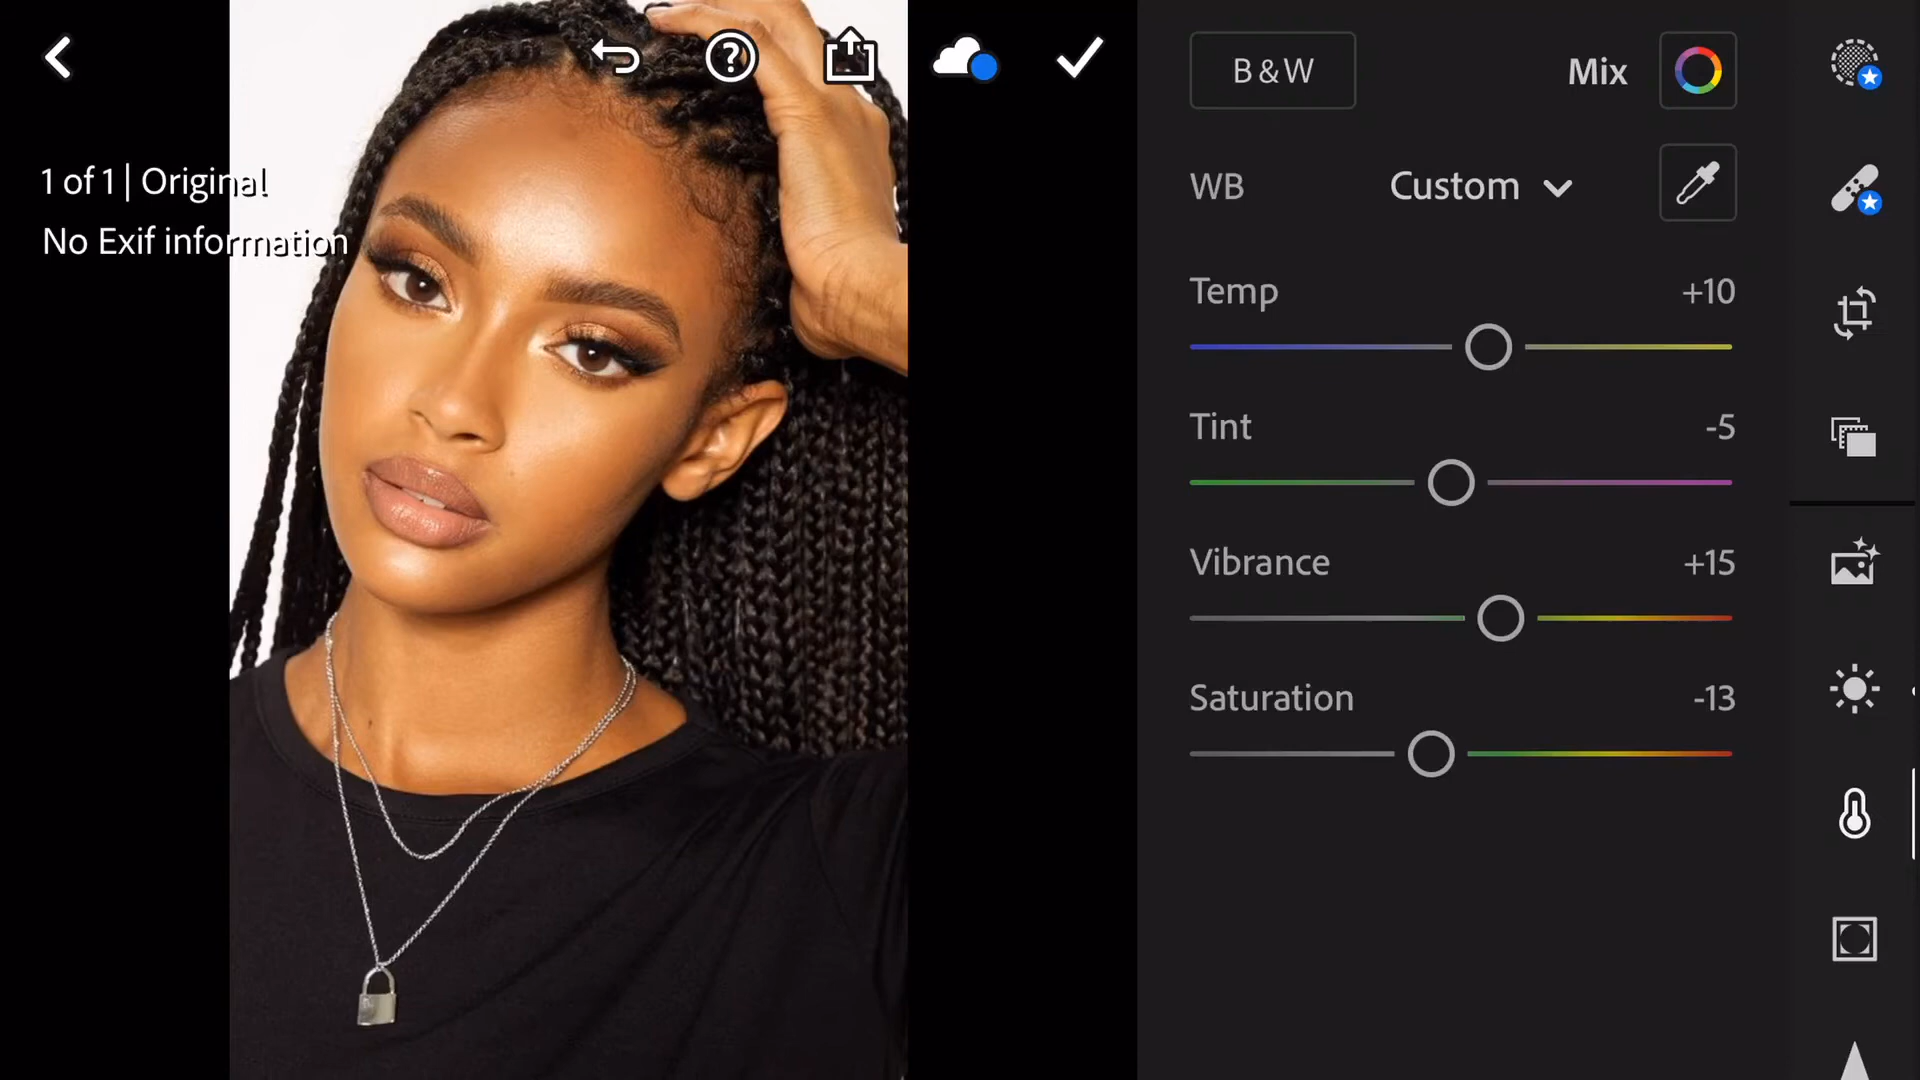 1 of 1 | Original
No Exif information
B&W
Mix
WB
Custom
Temp
+10
Tint
-5
Vibrance
+15
Saturation
-13